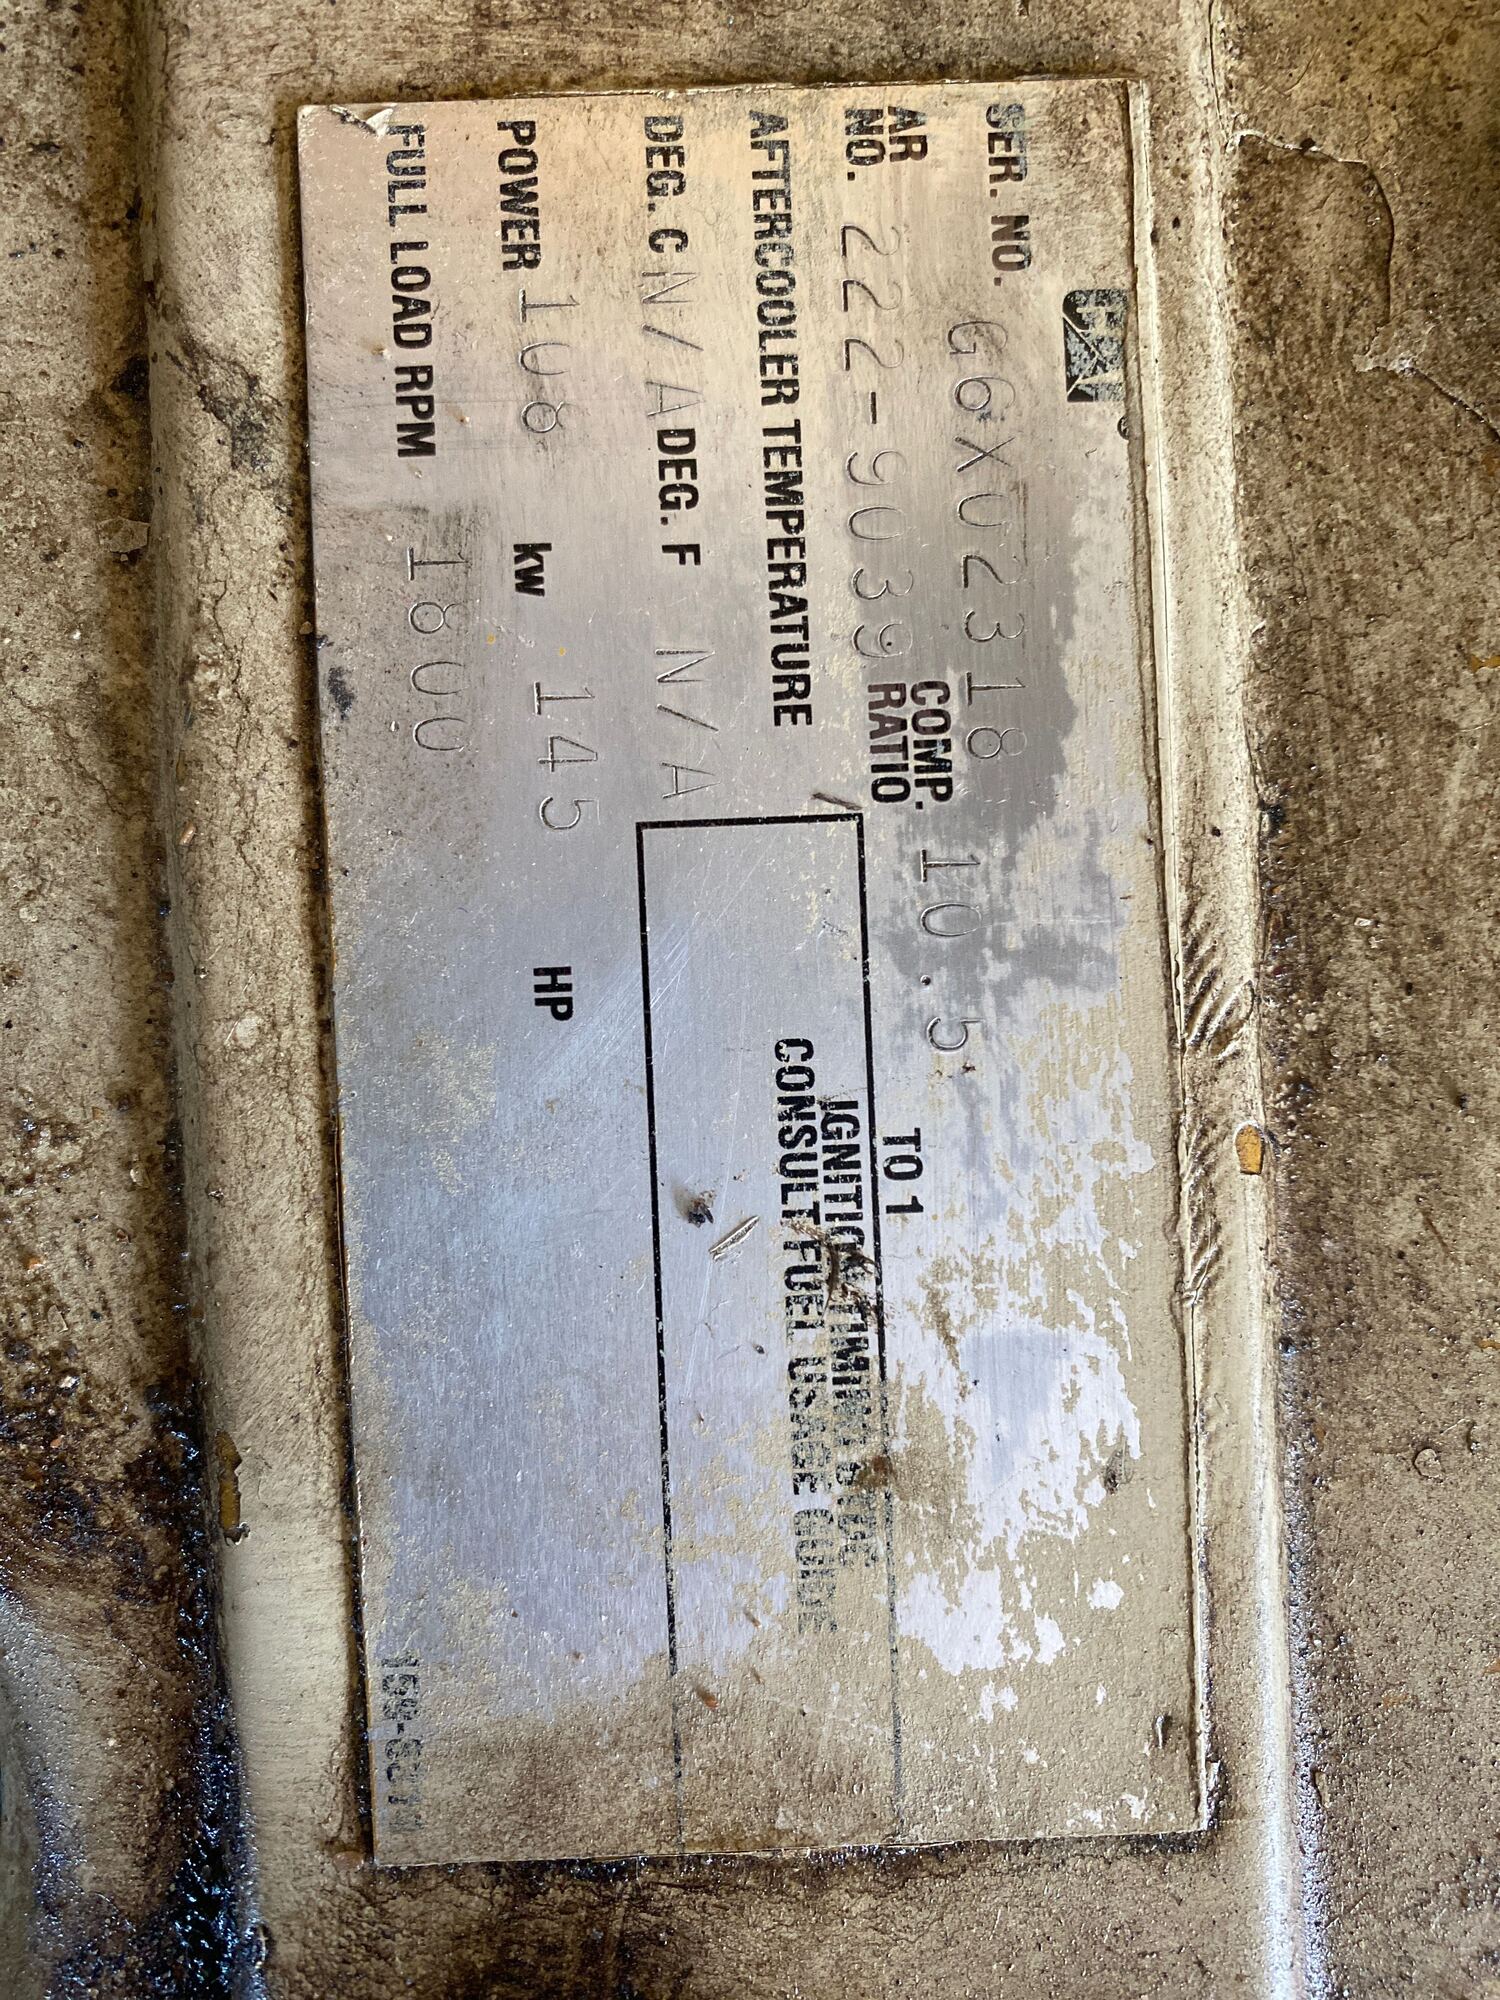 CAT
SER. NO. G6X02318
AR NO. 222-9039 COMP. RATIO 10.5 TO 1
AFTERCOOLER TEMPERATURE
DEG. C N/A DEG. F N/A
IGNITION TIMING
CONSULT FUEL USAGE GUIDE
POWER 108 kw 145 HP
FULL LOAD RPM 1800